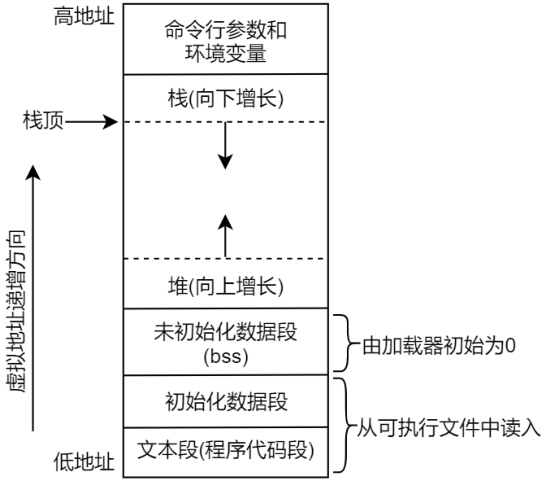 高地址
命令行参数和
环境变量
栈(向下增长)
栈顶
虚拟地址递增方向
堆(向上增长)
未初始化数据段
(bss)
由加载器初始为0
初始化数据段
从可执行文件中读入
文本段(程序代码段)
低地址